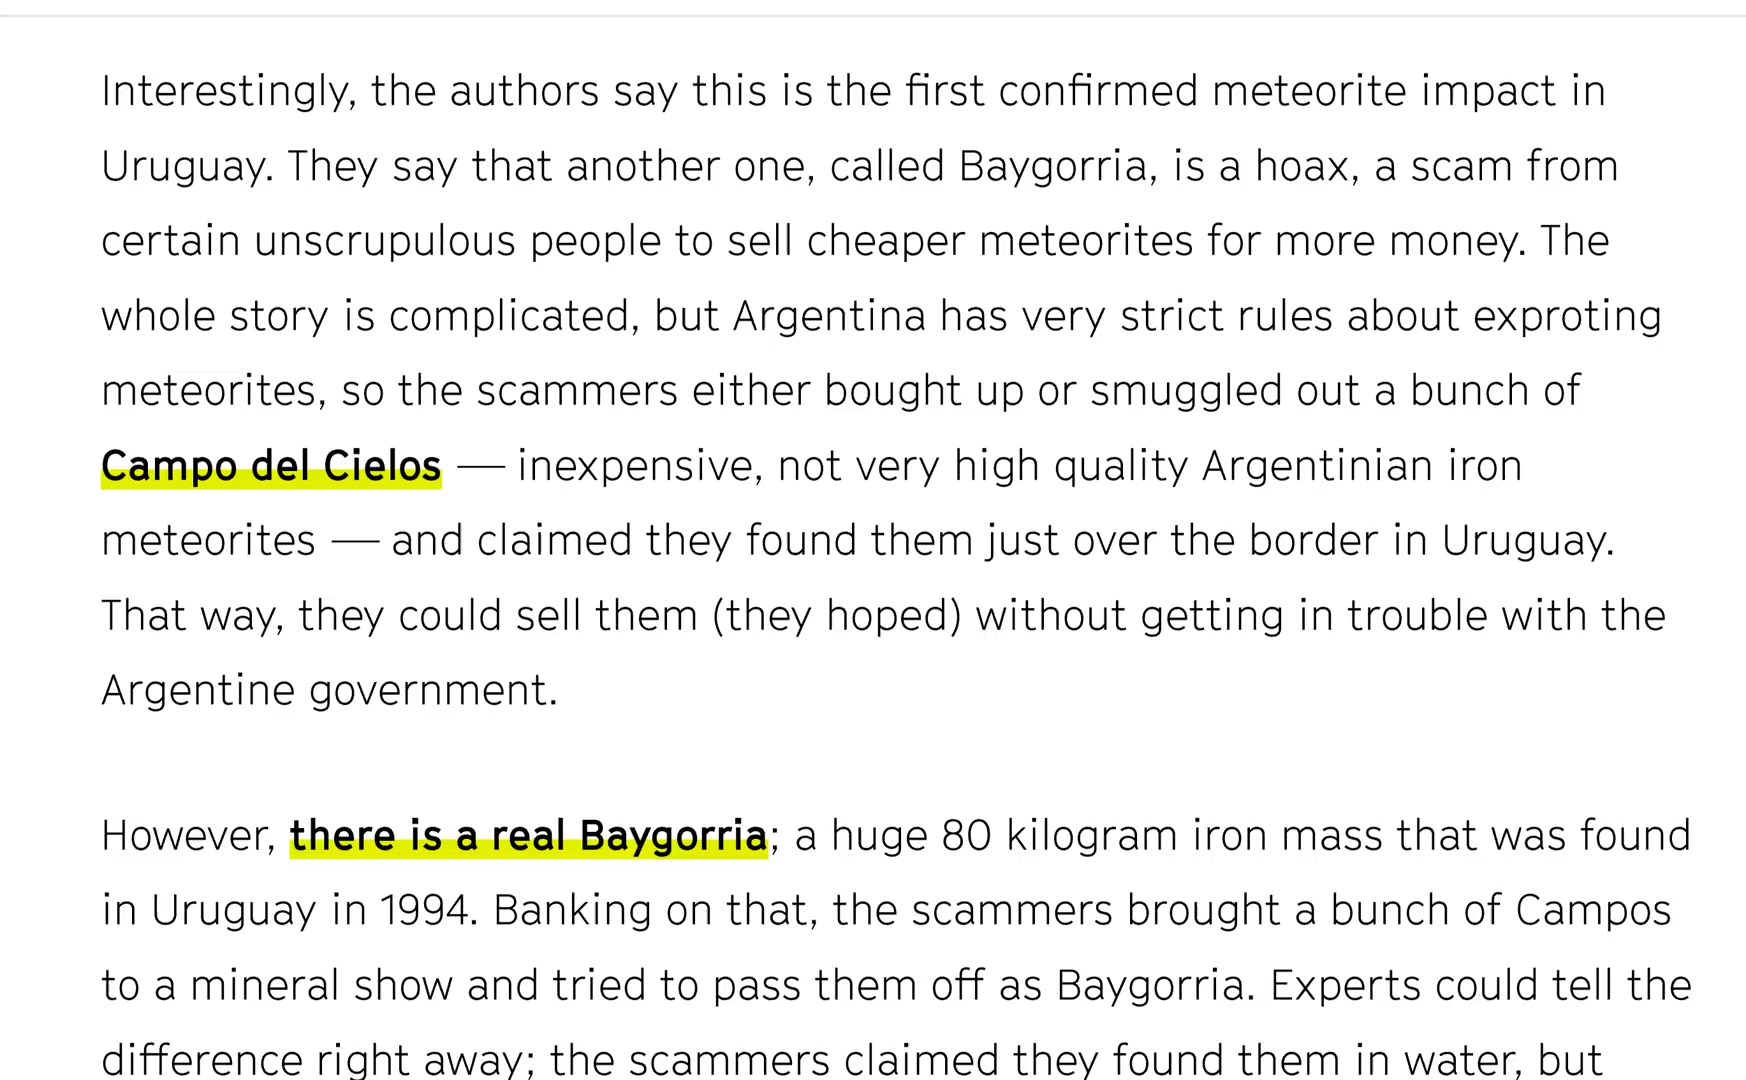 Interestingly, the authors say this is the first confirmed meteorite impact in
Uruguay. They say that another one, called Baygorria, is a hoax, a scam from
certain unscrupulous people to sell cheaper meteorites for more money. The
whole story is complicated, but Argentina has very strict rules about exproting
meteorites, so the scammers either bought up or smuggled out a bunch of
Campo del Cielos — inexpensive, not very high quality Argentinian iron
meteorites — and claimed they found them just over the border in Uruguay.
That way, they could sell them (they hoped) without getting in trouble with the
Argentine government.
However, there is a real Baygorria; a huge 80 kilogram iron mass that was found
in Uruguay in 1994. Banking on that, the scammers brought a bunch of Campos
to a mineral show and tried to pass them off as Baygorria. Experts could tell the
difference right away; the scammers claimed they found them in water, but